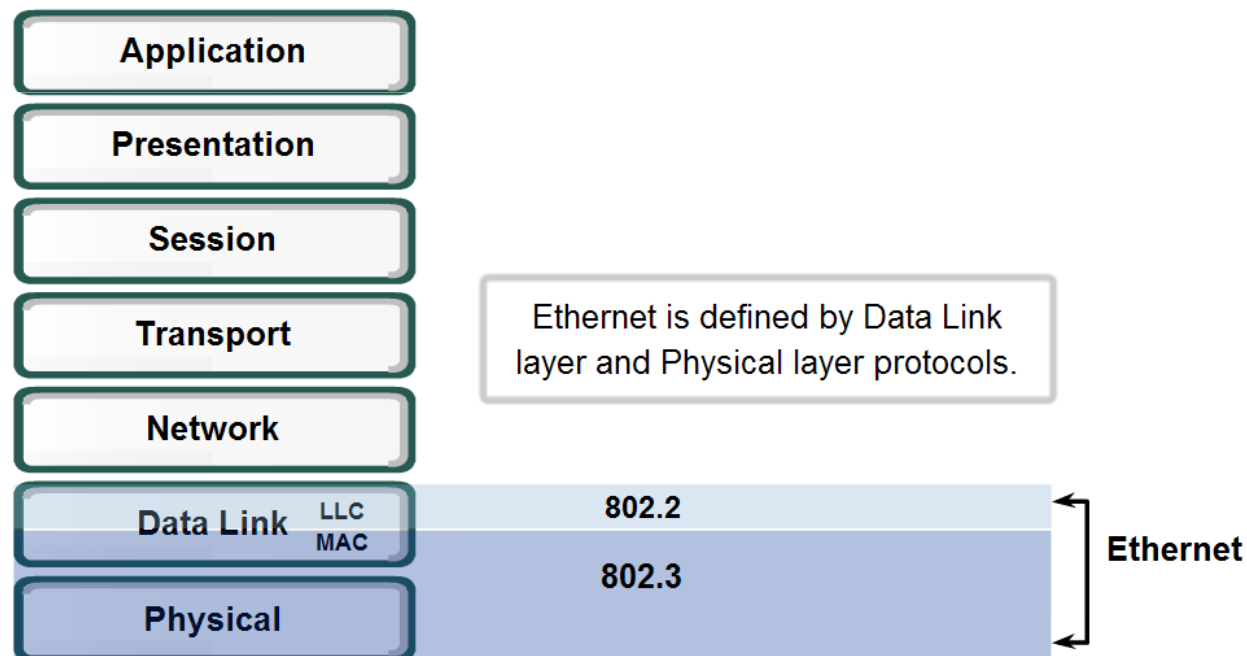 Application
Presentation
Session
Transport
Ethernet is defined by Data Link
layer and Physical layer protocols.
Network
Data Link
LLC
MAC
802.2
802.3
Ethernet
Physical